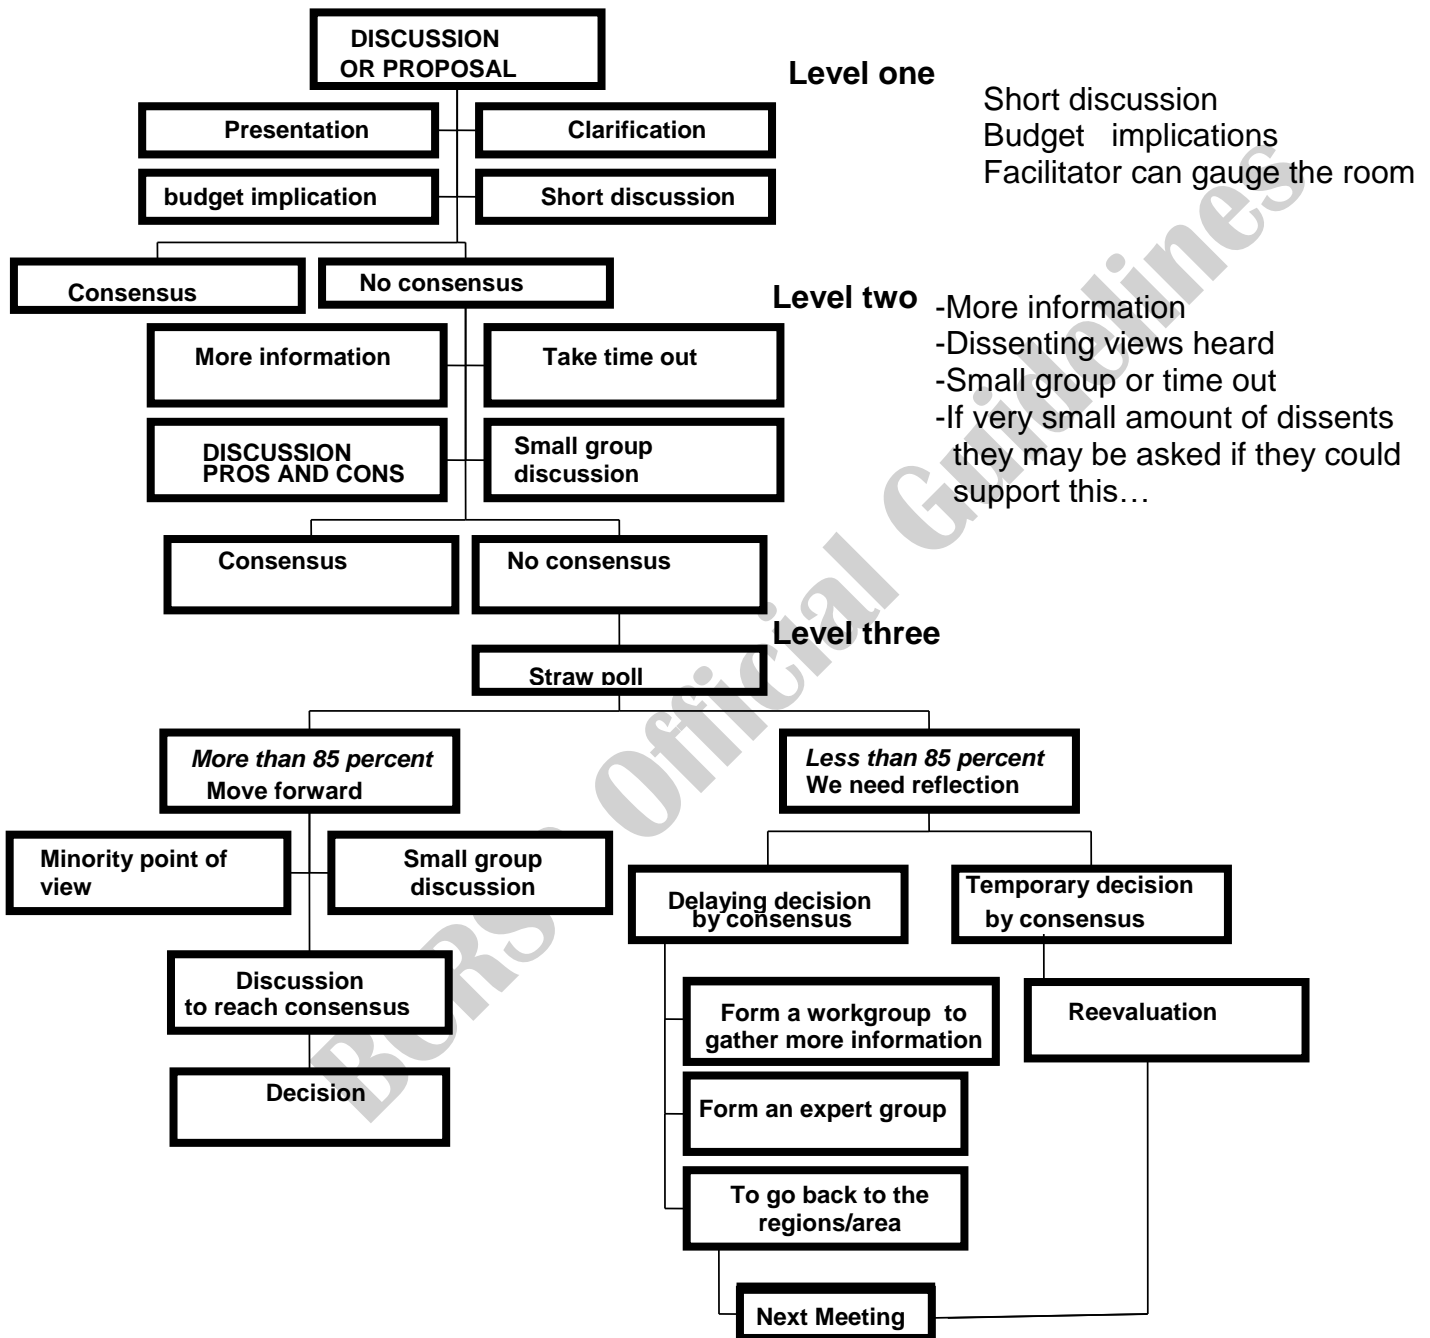 DISCUSSION
OR PROPOSAL
Level one
Short discussion
Budget implications
Facilitator can gauge the room
Presentation
Clarification
budget implication
Short discussion
Consensus
No consensus
Level two
-More information
-Dissenting views heard
-Small group or time out
-If very small amount of dissents
they may be asked if they could
support this…
More information
Take time out
DISCUSSION
PROS AND CONS
Small group
discussion
Consensus
No consensus
Level three
Straw poll
More than 85 percent
Move forward
Less than 85 percent
We need reflection
Minority point of
view
Small group
discussion
Delaying decision
by consensus
Temporary decision
by consensus
Discussion
to reach consensus
Form a workgroup to
gather more information
Reevaluation
Decision
Form an expert group
To go back to the
regions/area
Next Meeting
Official Guidelines